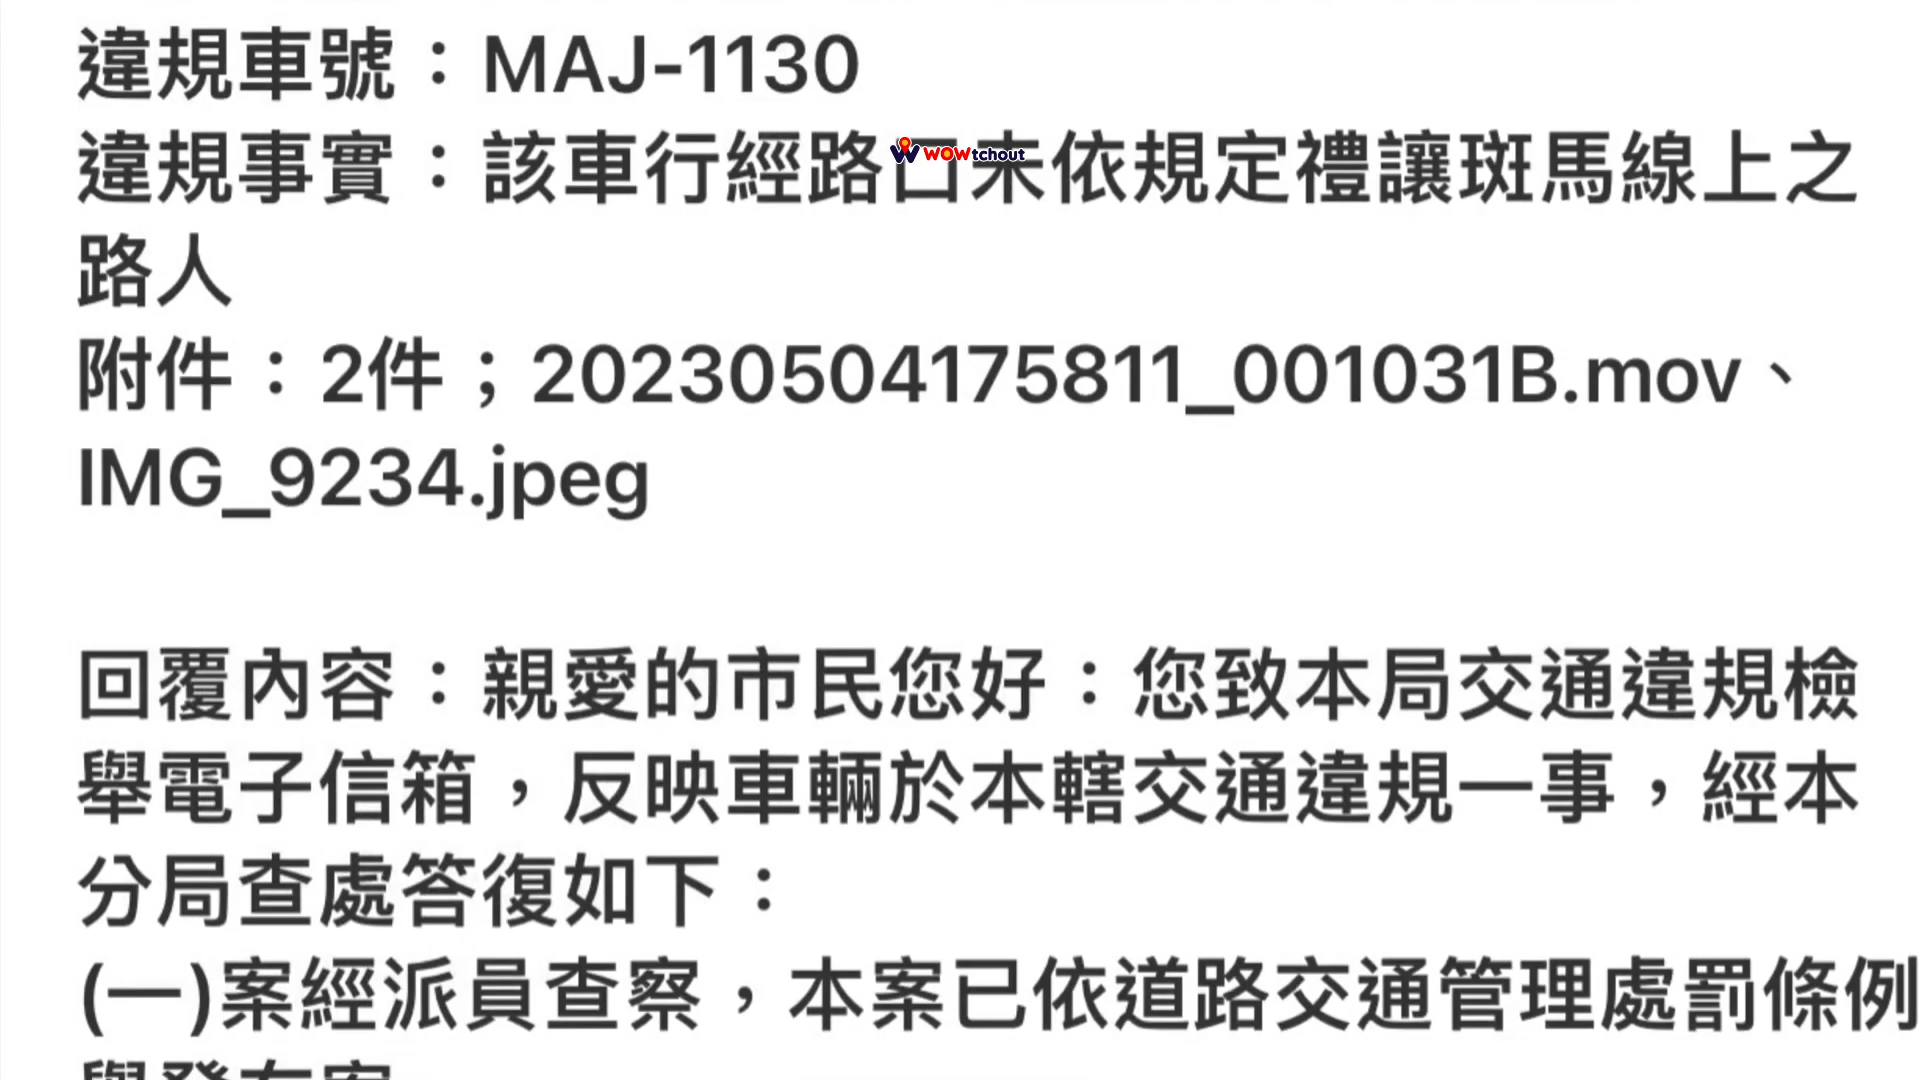 違規車號：MAJ-1130
違規事實：該車行經路口未依規定禮讓斑馬線上之
WOWtchout
路人
附件：2件；20230504175811_001031B.mov、
IMG_9234.jpeg
回覆內容：親愛的市民您好：您致本局交通違規檢
舉電子信箱，反映車輛於本轄交通違規一事，經本
分局查處答復如下：
(一)案經派員查察，本案已依道路交通管理處罰條例
舉發在案